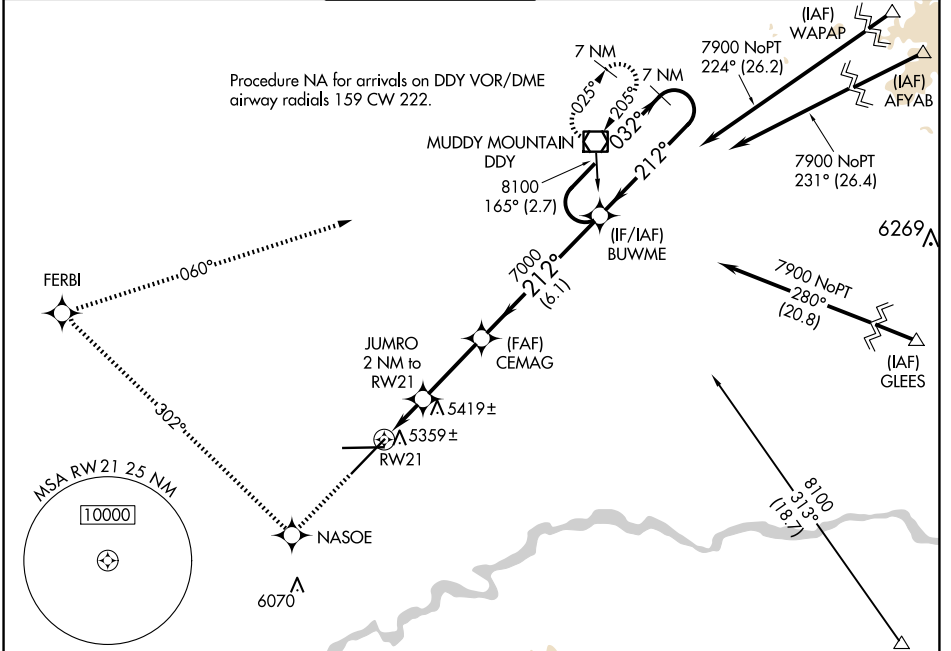 (IAF)
WAPAP
7900 NoPT
224° (26.2)
(IAF)
AFYAB
7900 NoPT
231° (26.4)
7 NM
7 NM
025°
205°
032°
212°
Procedure NA for arrivals on DDY VOR/DME
airway radials 159 CW 222.
MUDDY MOUNTAIN
DDY
8100
165° (2.7)
(IF/IAF)
BUWME
6269
7900 NoPT
280°
(20.8)
(IAF)
GLEES
7000
212°
(6.1)
060°
FERBI
(FAF)
CEMAG
JUMRO
2 NM to
RW21
5419±
5359±
RW21
302°
8100
313°
(18.7)
MSA RW21 25 NM
10000
NASOE
6070